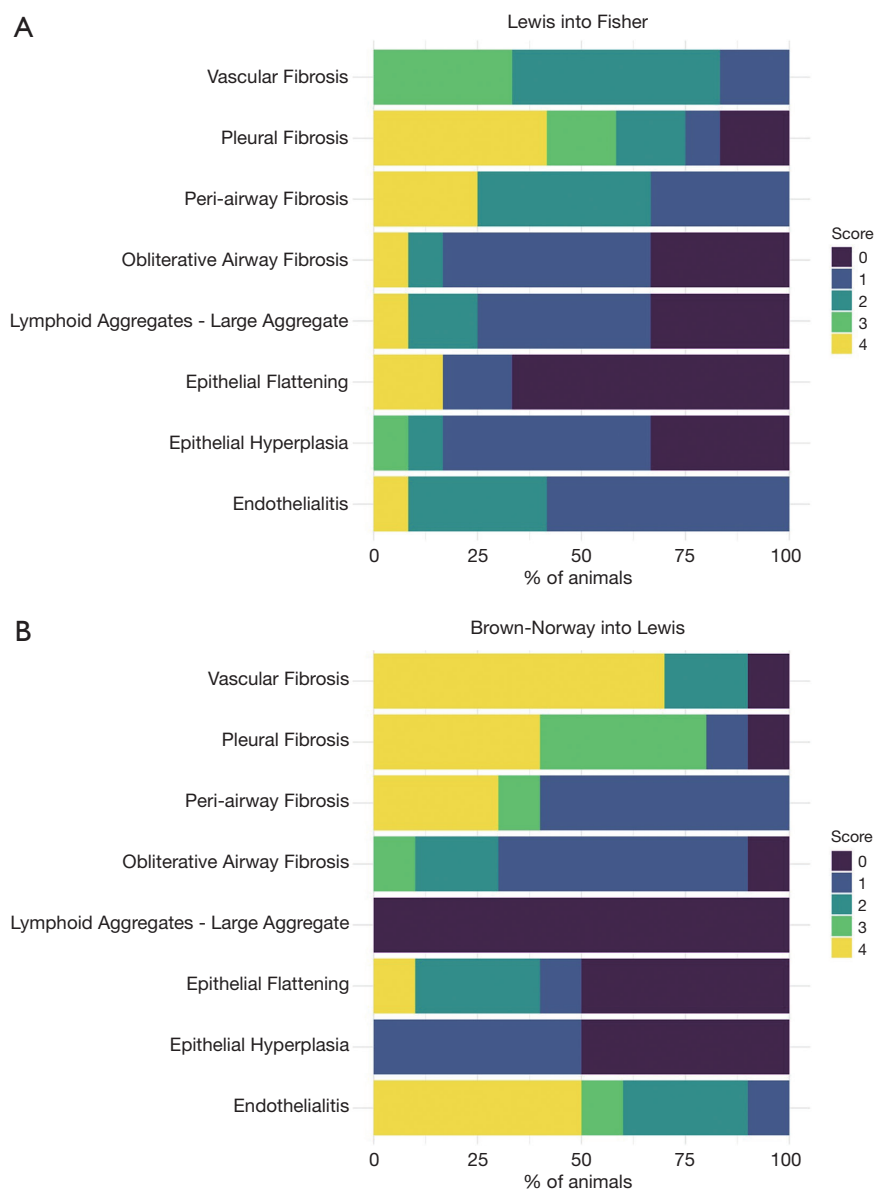 A
Lewis into Fisher
Vascular Fibrosis
Pleural Fibrosis
Peri-airway Fibrosis
Obliterative Airway Fibrosis
Lymphoid Aggregates - Large Aggregate
Epithelial Flattening
Epithelial Hyperplasia
Endothelialitis
0 25 50 75 100
% of animals
Score
0
1
2
3
4
B
Brown-Norway into Lewis
Vascular Fibrosis
Pleural Fibrosis
Peri-airway Fibrosis
Obliterative Airway Fibrosis
Lymphoid Aggregates - Large Aggregate
Epithelial Flattening
Epithelial Hyperplasia
Endothelialitis
0 25 50 75 100
% of animals
Score
0
1
2
3
4